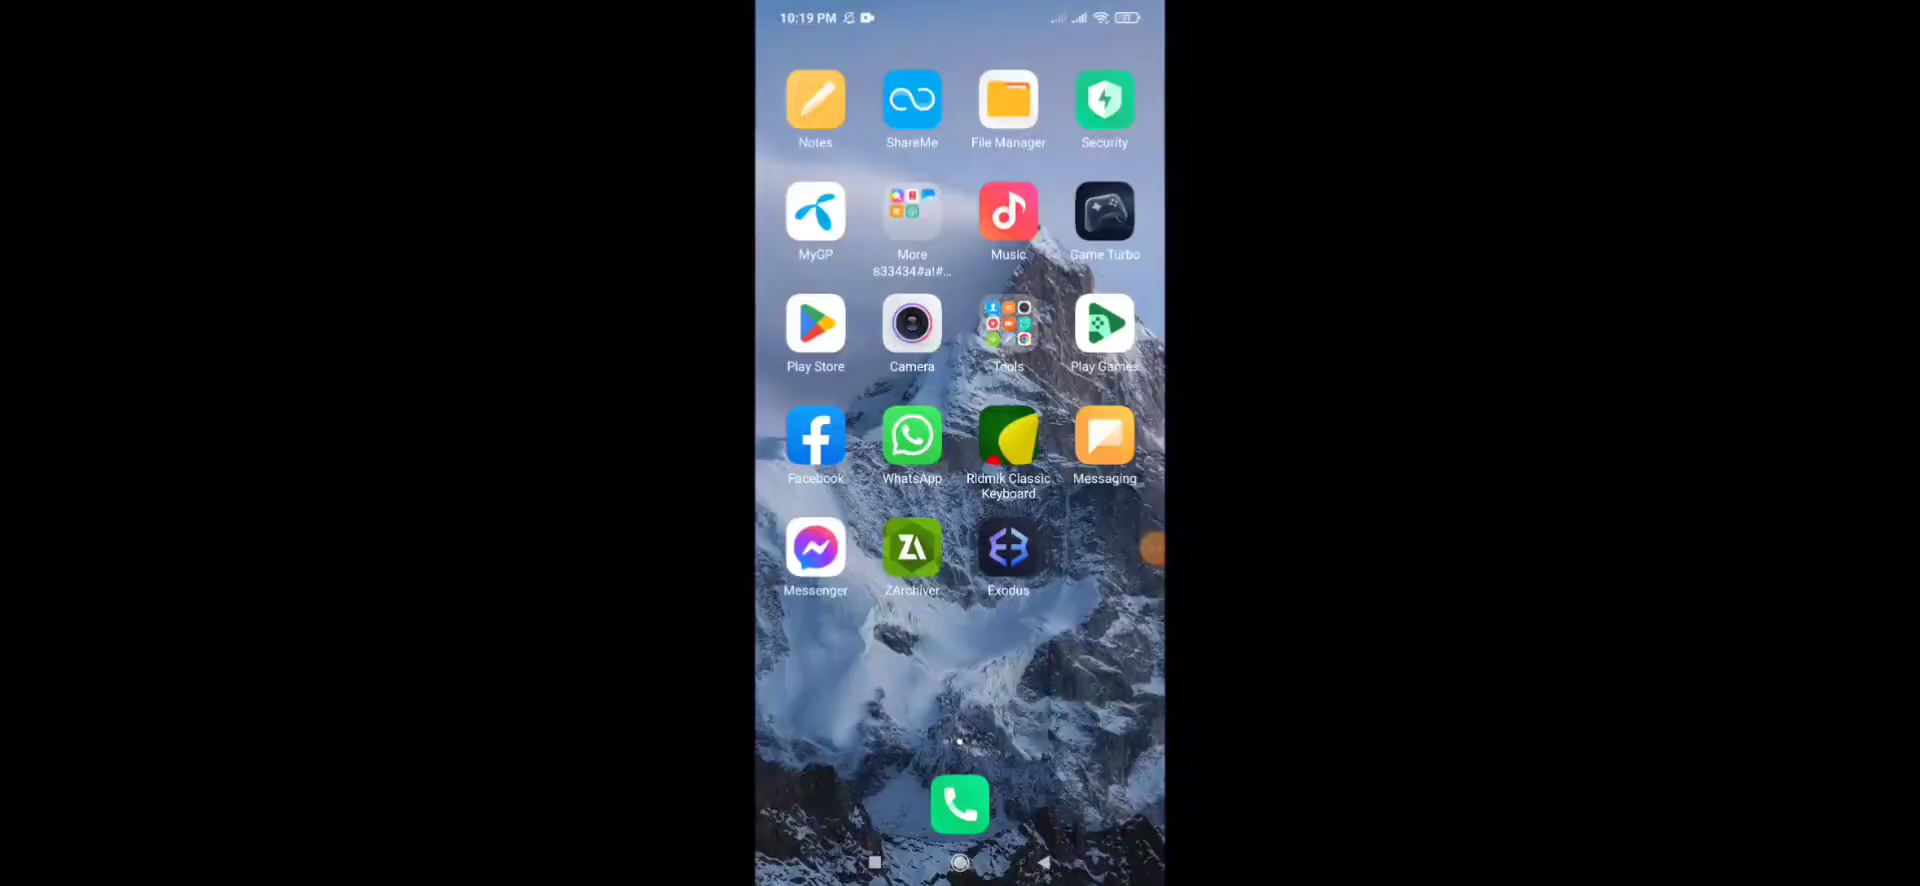 10:19 PM
Notes
ShareMe
File Manager
Security
MyGP
More
833434#a!#...
Music
Game Turbo
Play Store
Camera
Tools
Play Games
Facebook
WhatsApp
Ridmik Classic
Keyboard
Messaging
Messenger
ZArchiver
Exodus